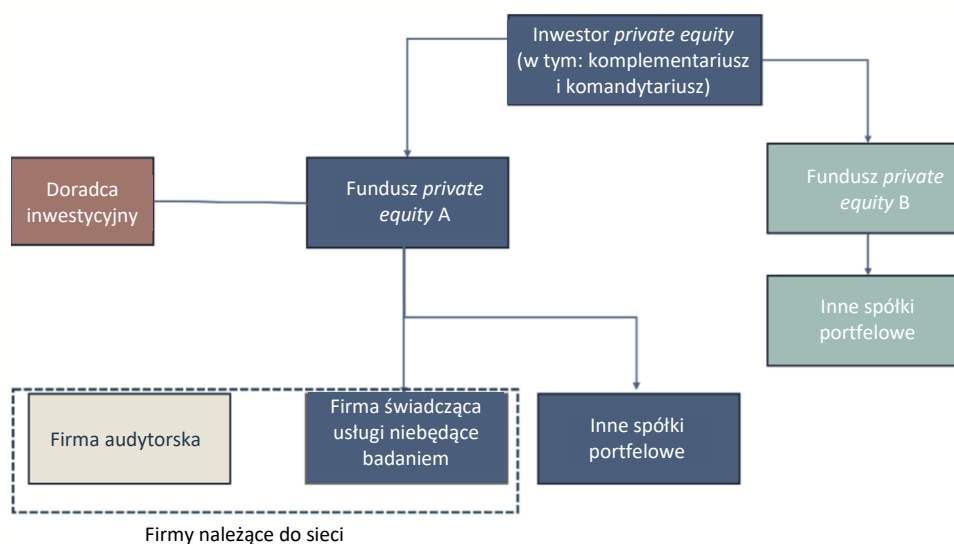 Inwestor private equity
(w tym: komplementariusz
i komandytariusz)
Doradca
inwestycyjny
Fundusz private
equity A
Fundusz private
equity B
Inne spółki
portfelowe
Firma audytorska
Firma świadcząca
usługi niebędące
badaniem
Inne spółki
portfelowe
Firmy należące do sieci